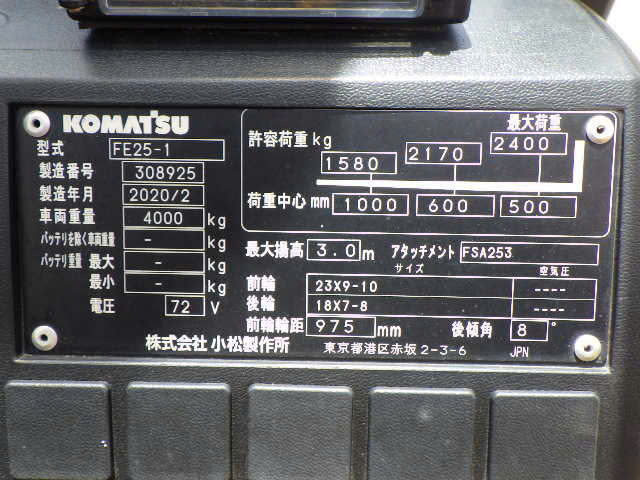 KOMATSU
型式 FE25-1
製造番号 308925
製造年月 2020/2
車両重量 4000 kg
バッテリを除く車両重量 - kg
バッテリ重量 最大 - kg
最小 - kg
電圧 72 V
最大荷重
許容荷重 kg 1580 2170 2400
荷重中心 mm 1000 600 500
最大揚高 3.0 m アタッチメント FSA253
サイズ 空気圧
前輪 23X9-10 ----
後輪 18X7-8 ----
前輪輪距 975 mm 後傾角 8 °
株式会社 小松製作所 東京都港区赤坂 2-3-6 JPN